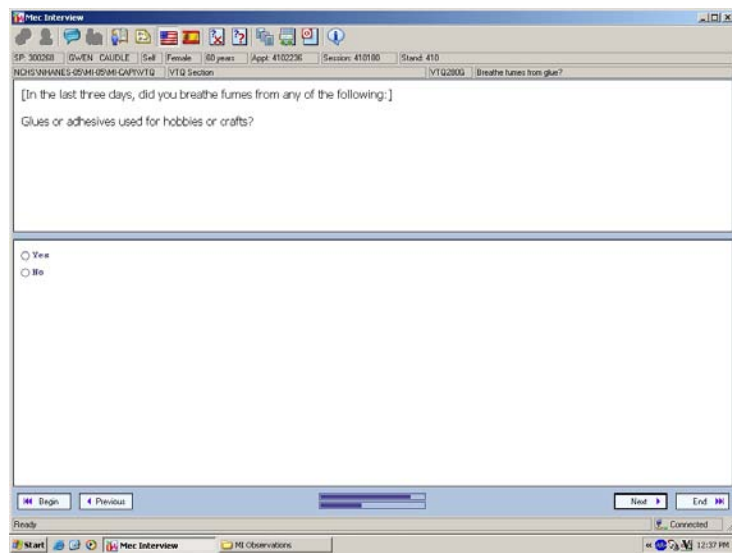 Mec Interview
SP: 300268 GWEN CAUDLE Self Female 60 years Appt: 4102236 Session: 410180 Stand: 410
NCHS\NHANES-05\MI-05\MI-CAPI\VTQ VTQ Section VTQ280G Breathe fumes from glue?
[In the last three days, did you breathe fumes from any of the following:]
Glues or adhesives used for hobbies or crafts?
Yes
No
Begin Previous Next End
Ready Connected
Start Mec Interview MI Observations 12:37 PM